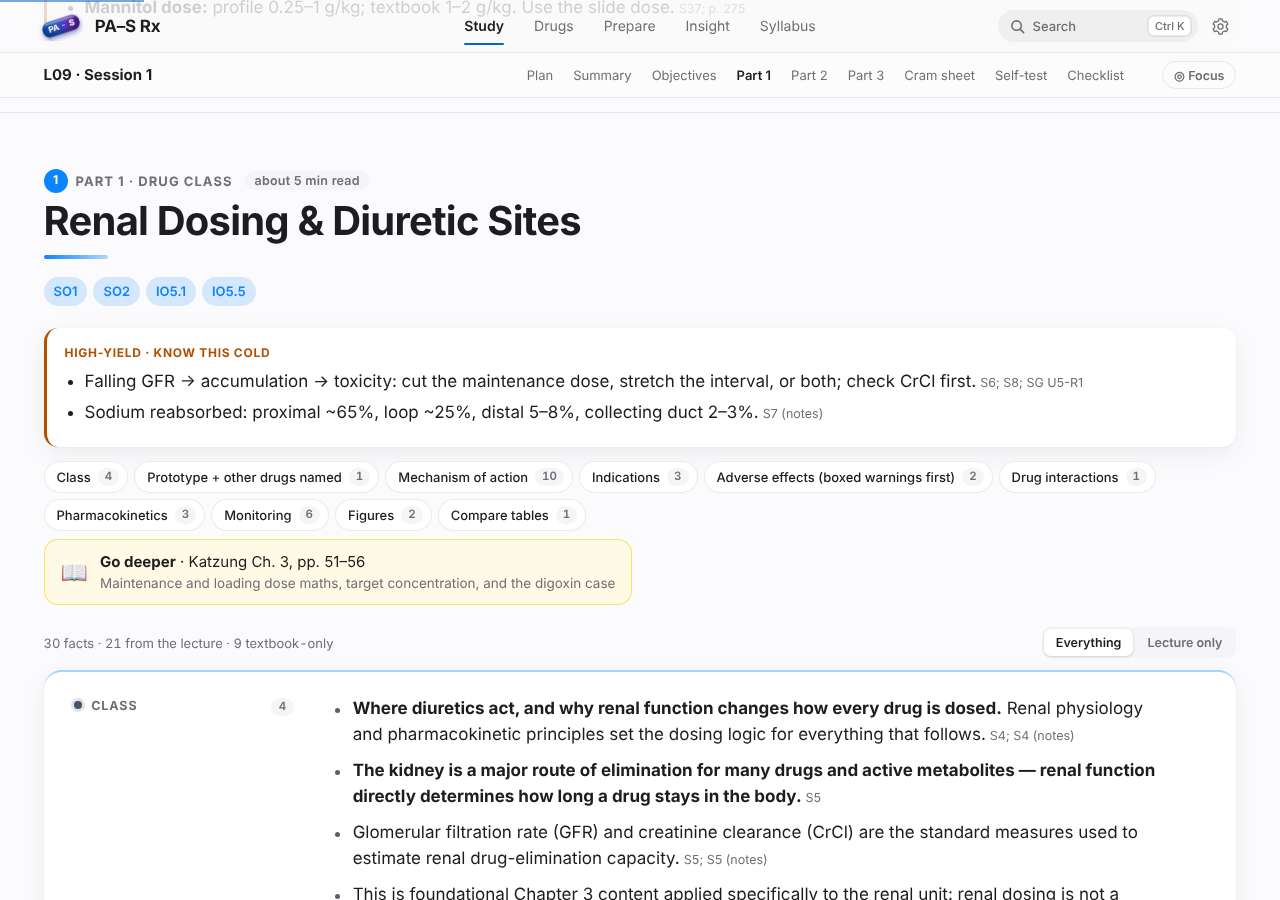 Mannitol dose: profile 0.25–1 g/kg; textbook 1–2 g/kg. Use the slide dose. S37; p. 275
PA - S
PA–S Rx
Study Drugs Prepare Insight Syllabus
Search Ctrl K
L09 · Session 1
Plan Summary Objectives Part 1 Part 2 Part 3 Cram sheet Self-test Checklist
◎ Focus
1 PART 1 · DRUG CLASS about 5 min read
Renal Dosing & Diuretic Sites
SO1 SO2 IO5.1 IO5.5
HIGH-YIELD · KNOW THIS COLD
• Falling GFR → accumulation → toxicity: cut the maintenance dose, stretch the interval, or both; check CrCl first. S6; S8; SG U5-R1
• Sodium reabsorbed: proximal ~65%, loop ~25%, distal 5–8%, collecting duct 2–3%. S7 (notes)
Class 4 Prototype + other drugs named 1 Mechanism of action 10 Indications 3 Adverse effects (boxed warnings first) 2 Drug interactions 1
Pharmacokinetics 3 Monitoring 6 Figures 2 Compare tables 1
Go deeper · Katzung Ch. 3, pp. 51–56
Maintenance and loading dose maths, target concentration, and the digoxin case
30 facts · 21 from the lecture · 9 textbook-only
Everything Lecture only
CLASS 4
• Where diuretics act, and why renal function changes how every drug is dosed. Renal physiology
and pharmacokinetic principles set the dosing logic for everything that follows. S4; S4 (notes)
• The kidney is a major route of elimination for many drugs and active metabolites — renal function
directly determines how long a drug stays in the body. S5
• Glomerular filtration rate (GFR) and creatinine clearance (CrCl) are the standard measures used to
estimate renal drug-elimination capacity. S5; S5 (notes)
• This is foundational Chapter 3 content applied specifically to the renal unit: renal dosing is not a